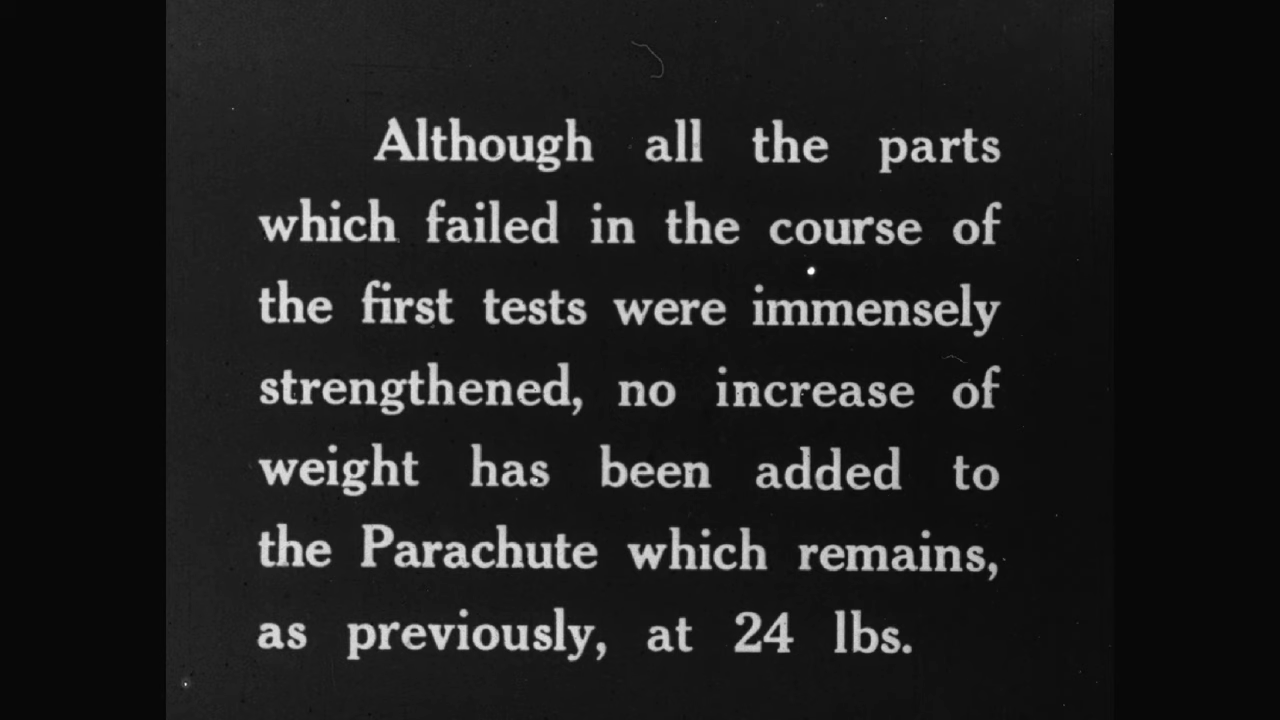 Although all the parts
which failed in the course of
the first tests were immensely
strengthened, no increase of
weight has been added to
the Parachute which remains,
as previously, at 24 lbs.